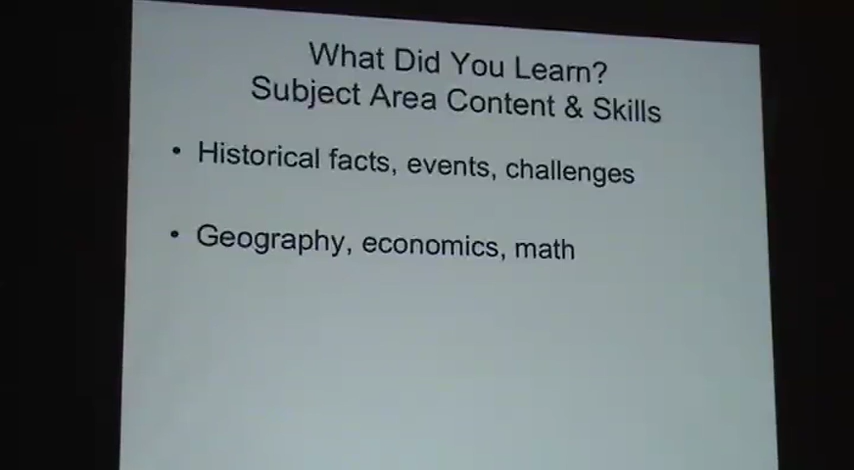 What Did You Learn?
Subject Area Content & Skills
• Historical facts, events, challenges
• Geography, economics, math